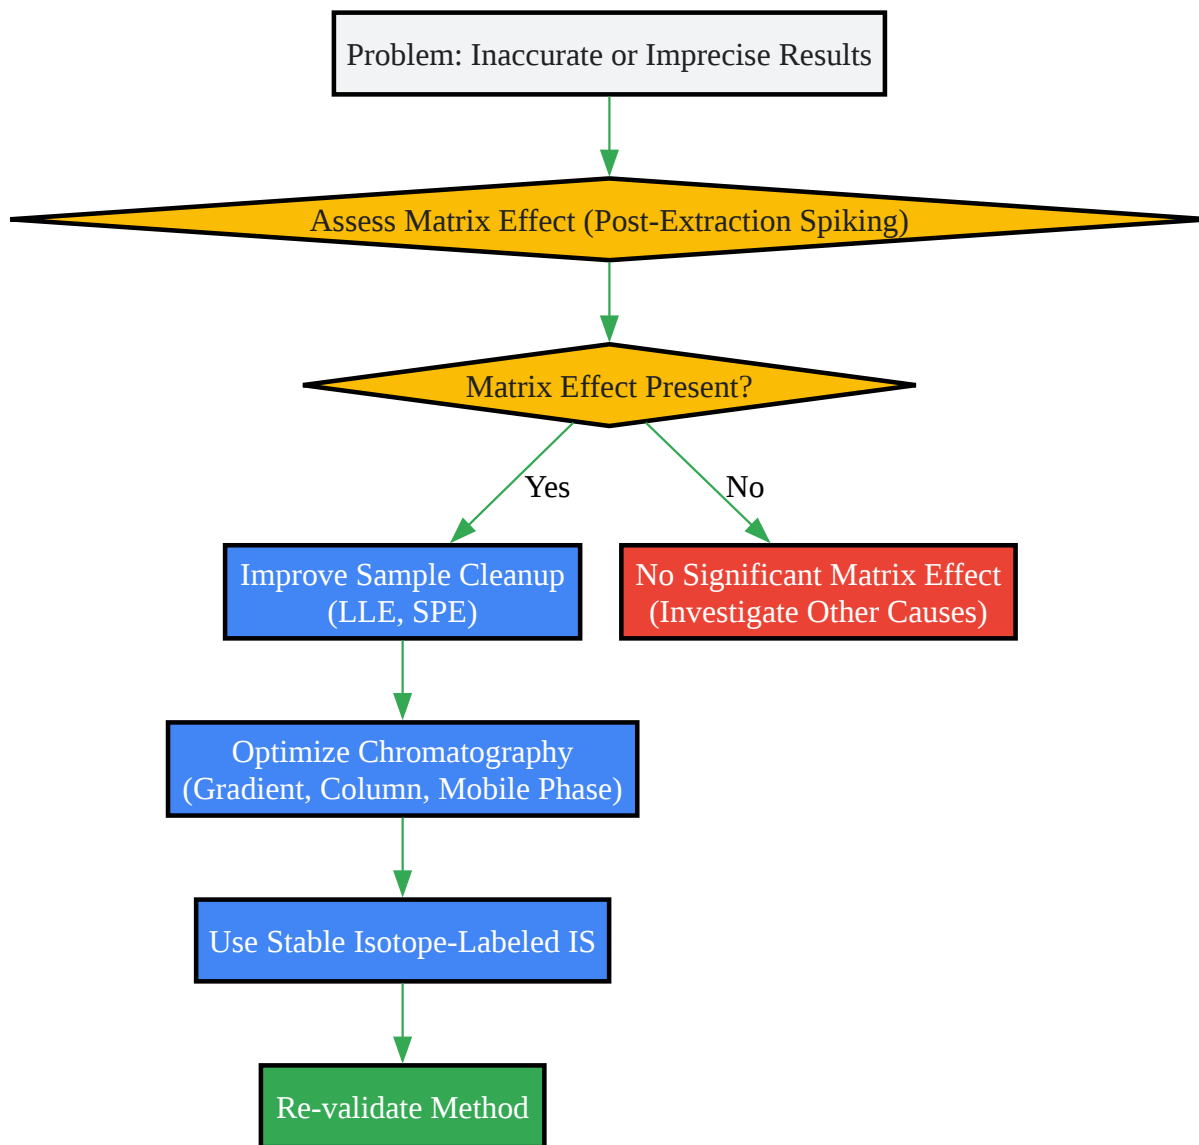 Problem: Inaccurate or Imprecise Results
Assess Matrix Effect (Post-Extraction Spiking)
Matrix Effect Present?
Yes
No
Improve Sample Cleanup
(LLE, SPE)
No Significant Matrix Effect
(Investigate Other Causes)
Optimize Chromatography
(Gradient, Column, Mobile Phase)
Use Stable Isotope-Labeled IS
Re-validate Method